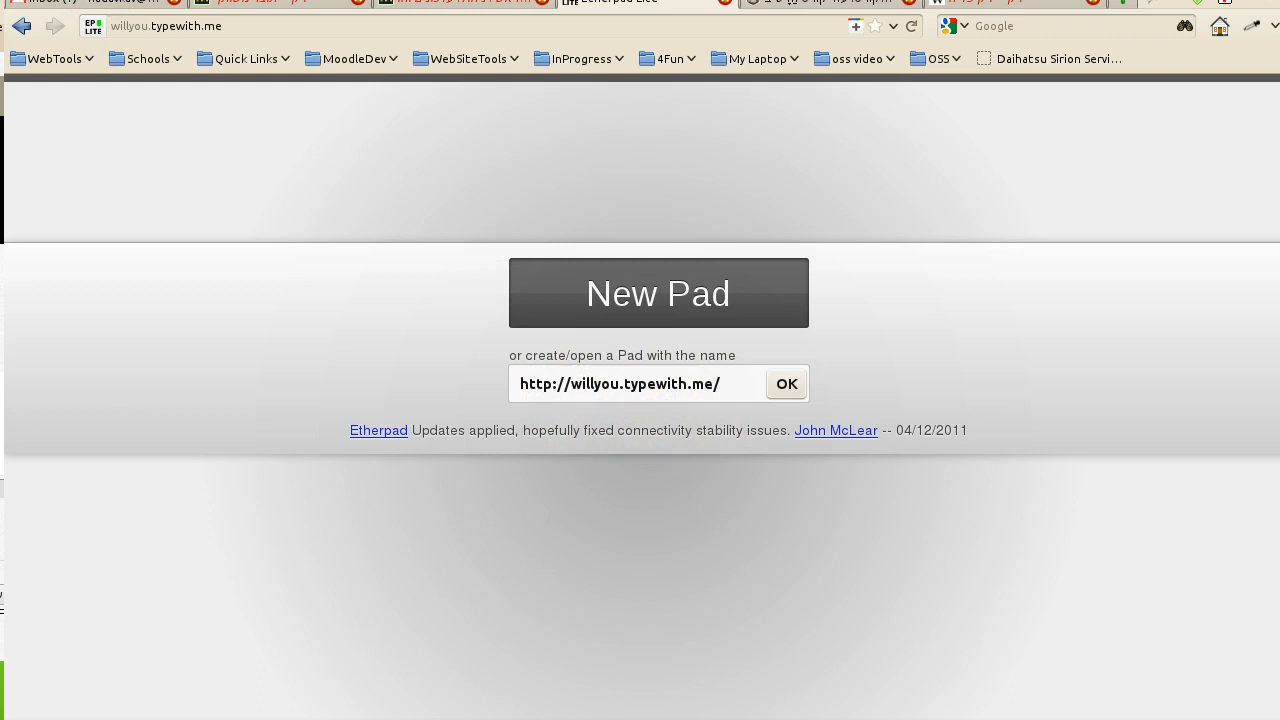 EP LITE willyou.typewith.me Google
WebTools Schools Quick Links MoodleDev WebSiteTools InProgress 4Fun My Laptop oss video OSS Daihatsu Sirion Servi...
New Pad
or create/open a Pad with the name
http://willyou.typewith.me/ OK
Etherpad Updates applied, hopefully fixed connectivity stability issues. John McLear -- 04/12/2011